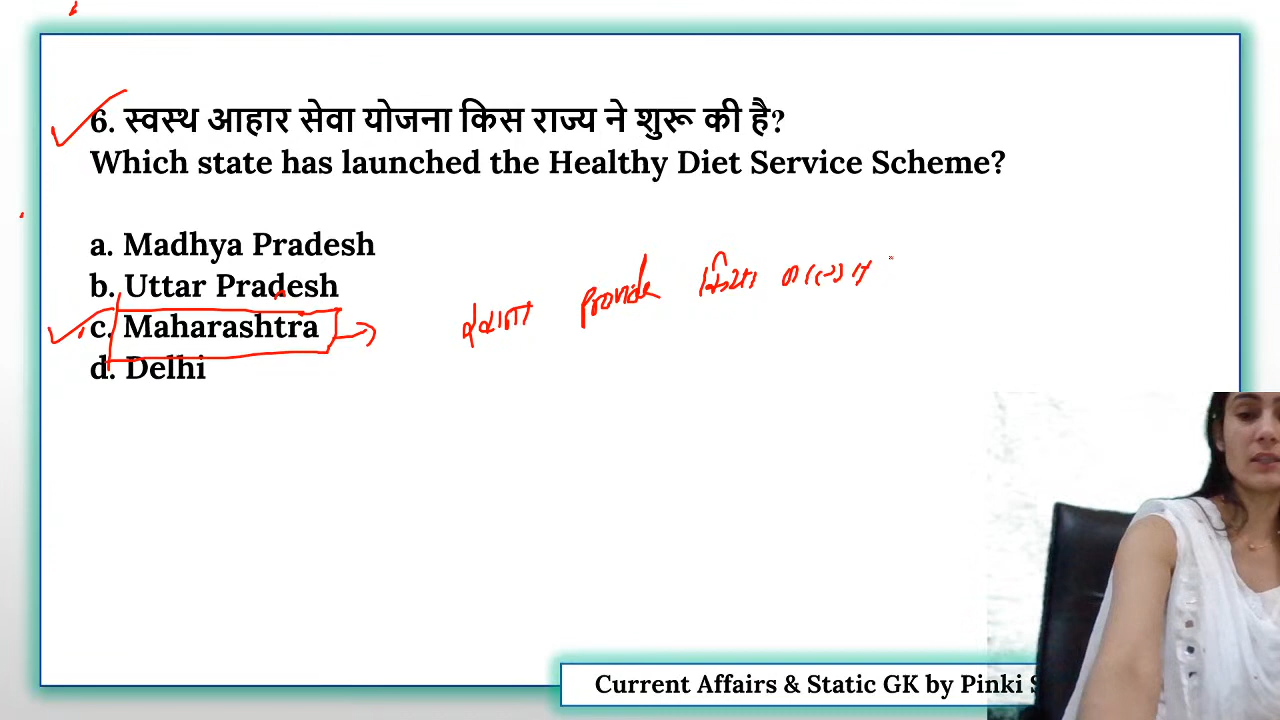 6. स्वस्थ आहार सेवा योजना किस राज्य ने शुरू की है?
Which state has launched the Healthy Diet Service Scheme?
a. Madhya Pradesh
b. Uttar Pradesh
c. Maharashtra
d. Delhi
provide किया
Current Affairs & Static GK by Pinki